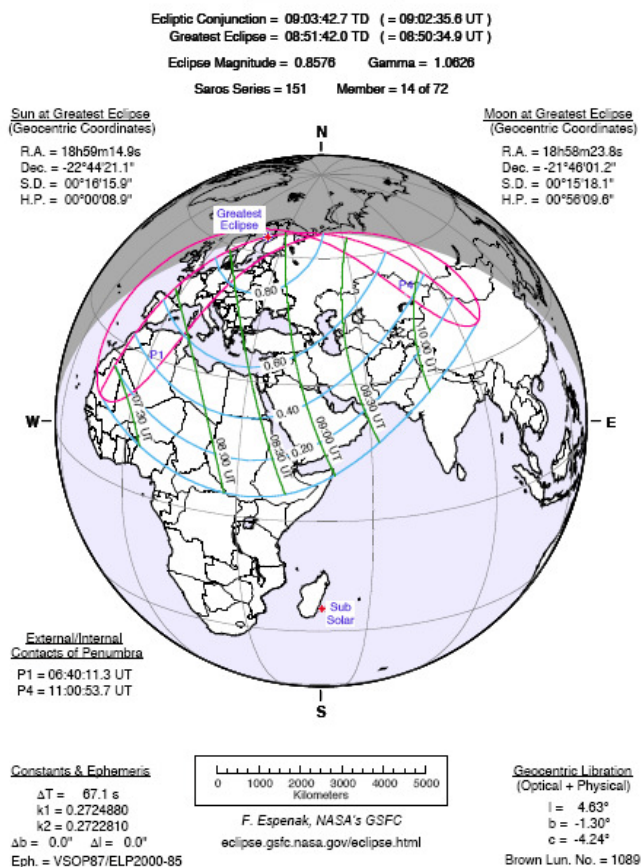 Ecliptic Conjunction = 09:03:42.7 TD ( = 09:02:35.6 UT )
Greatest Eclipse = 08:51:42.0 TD ( = 08:50:34.9 UT )
Eclipse Magnitude = 0.8576 Gamma = 1.0626
Saros Series = 151 Member = 14 of 72
Sun at Greatest Eclipse
(Geocentric Coordinates)
R.A. = 18h59m14.9s
Dec. = -22°44'21.1"
S.D. = 00°16'15.9"
H.P. = 00°00'08.9"
Moon at Greatest Eclipse
(Geocentric Coordinates)
R.A. = 18h58m23.8s
Dec. = -21°46'01.2"
S.D. = 00°15'18.1"
H.P. = 00°56'09.6"
N
Greatest
Eclipse
0.80
P4
P1
0.60
10:00 UT
0.40
09:30 UT
07:30 UT
0.20
09:00 UT
08:30 UT
08:00 UT
W
E
Sub
Solar
S
External/Internal
Contacts of Penumbra
P1 = 06:40:11.3 UT
P4 = 11:00:53.7 UT
Constants & Ephemeris
ΔT = 67.1 s
k1 = 0.2724880
k2 = 0.2722810
Δb = 0.0" Δl = 0.0"
Eph. = VSOP87/ELP2000-85
0 1000 2000 3000 4000 5000
Kilometers
F. Espenak, NASA's GSFC
eclipse.gsfc.nasa.gov/eclipse.html
Geocentric Libration
(Optical + Physical)
l = 4.63°
b = -1.30°
c = -4.24°
Brown Lun. No. = 1089